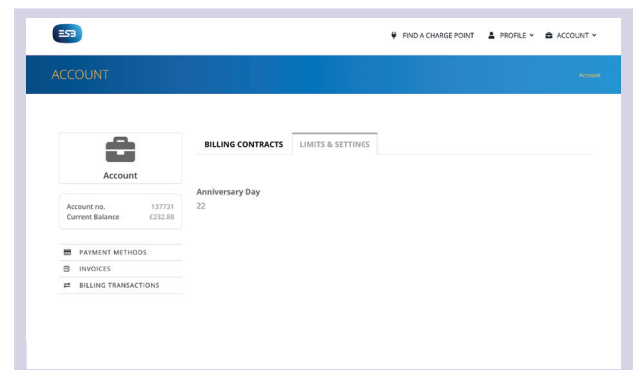 ESB
FIND A CHARGE POINT PROFILE ACCOUNT
ACCOUNT
Account
Account
BILLING CONTRACTS LIMITS & SETTINGS
Account no. 137731
Current Balance €232.88
Anniversary Day
22
PAYMENT METHODS
INVOICES
BILLING TRANSACTIONS